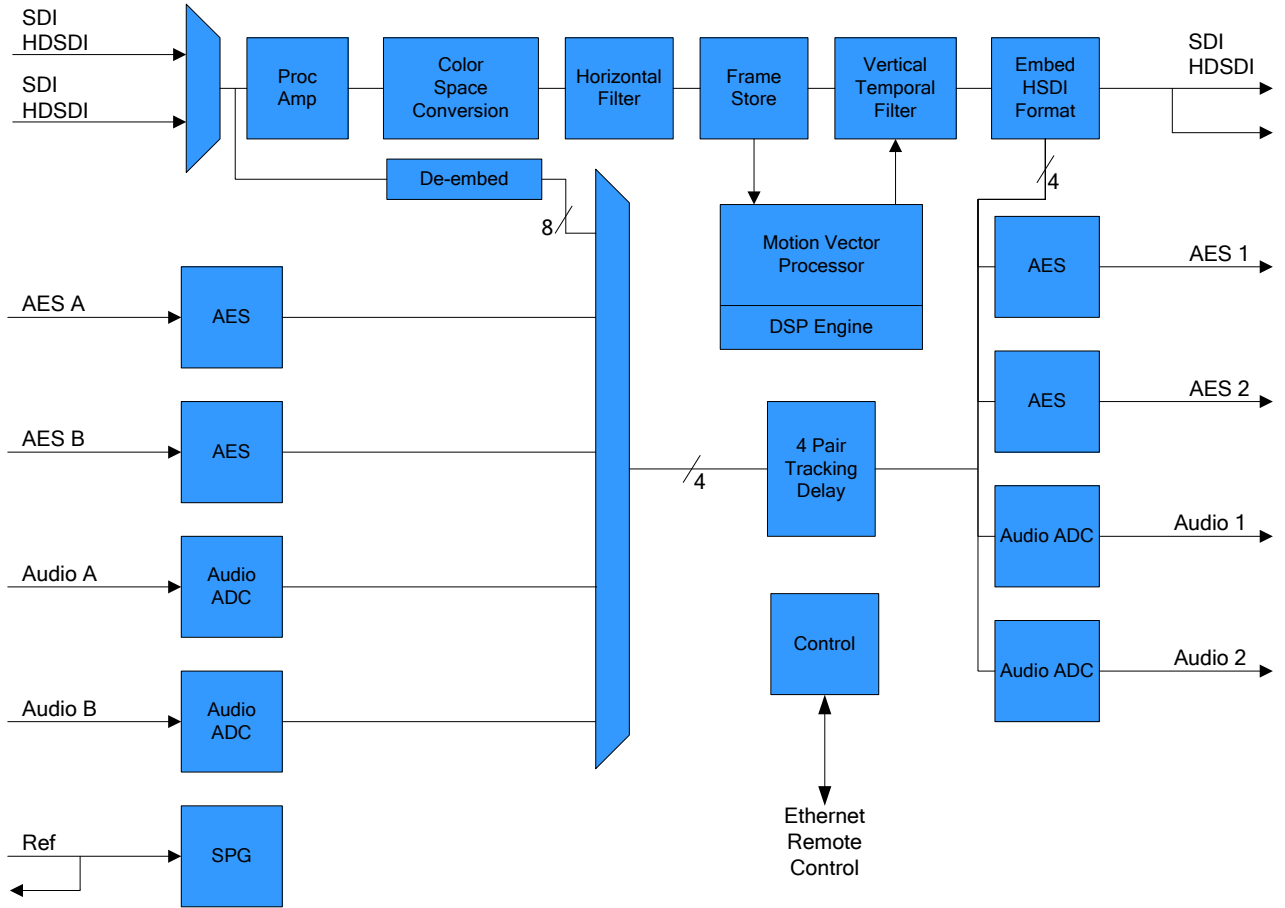 SDI
HDSDI
SDI
HDSDI
Proc
Amp
Color
Space
Conversion
Horizontal
Filter
Frame
Store
Vertical
Temporal
Filter
Embed
HSDI
Format
SDI
HDSDI
De-embed
8
4
Motion Vector
Processor
DSP Engine
AES A
AES
AES
AES 1
AES B
AES
AES
AES 2
4
4 Pair
Tracking
Delay
Audio A
Audio
ADC
Audio ADC
Audio 1
Audio B
Audio
ADC
Control
Audio ADC
Audio 2
Ref
SPG
Ethernet
Remote
Control